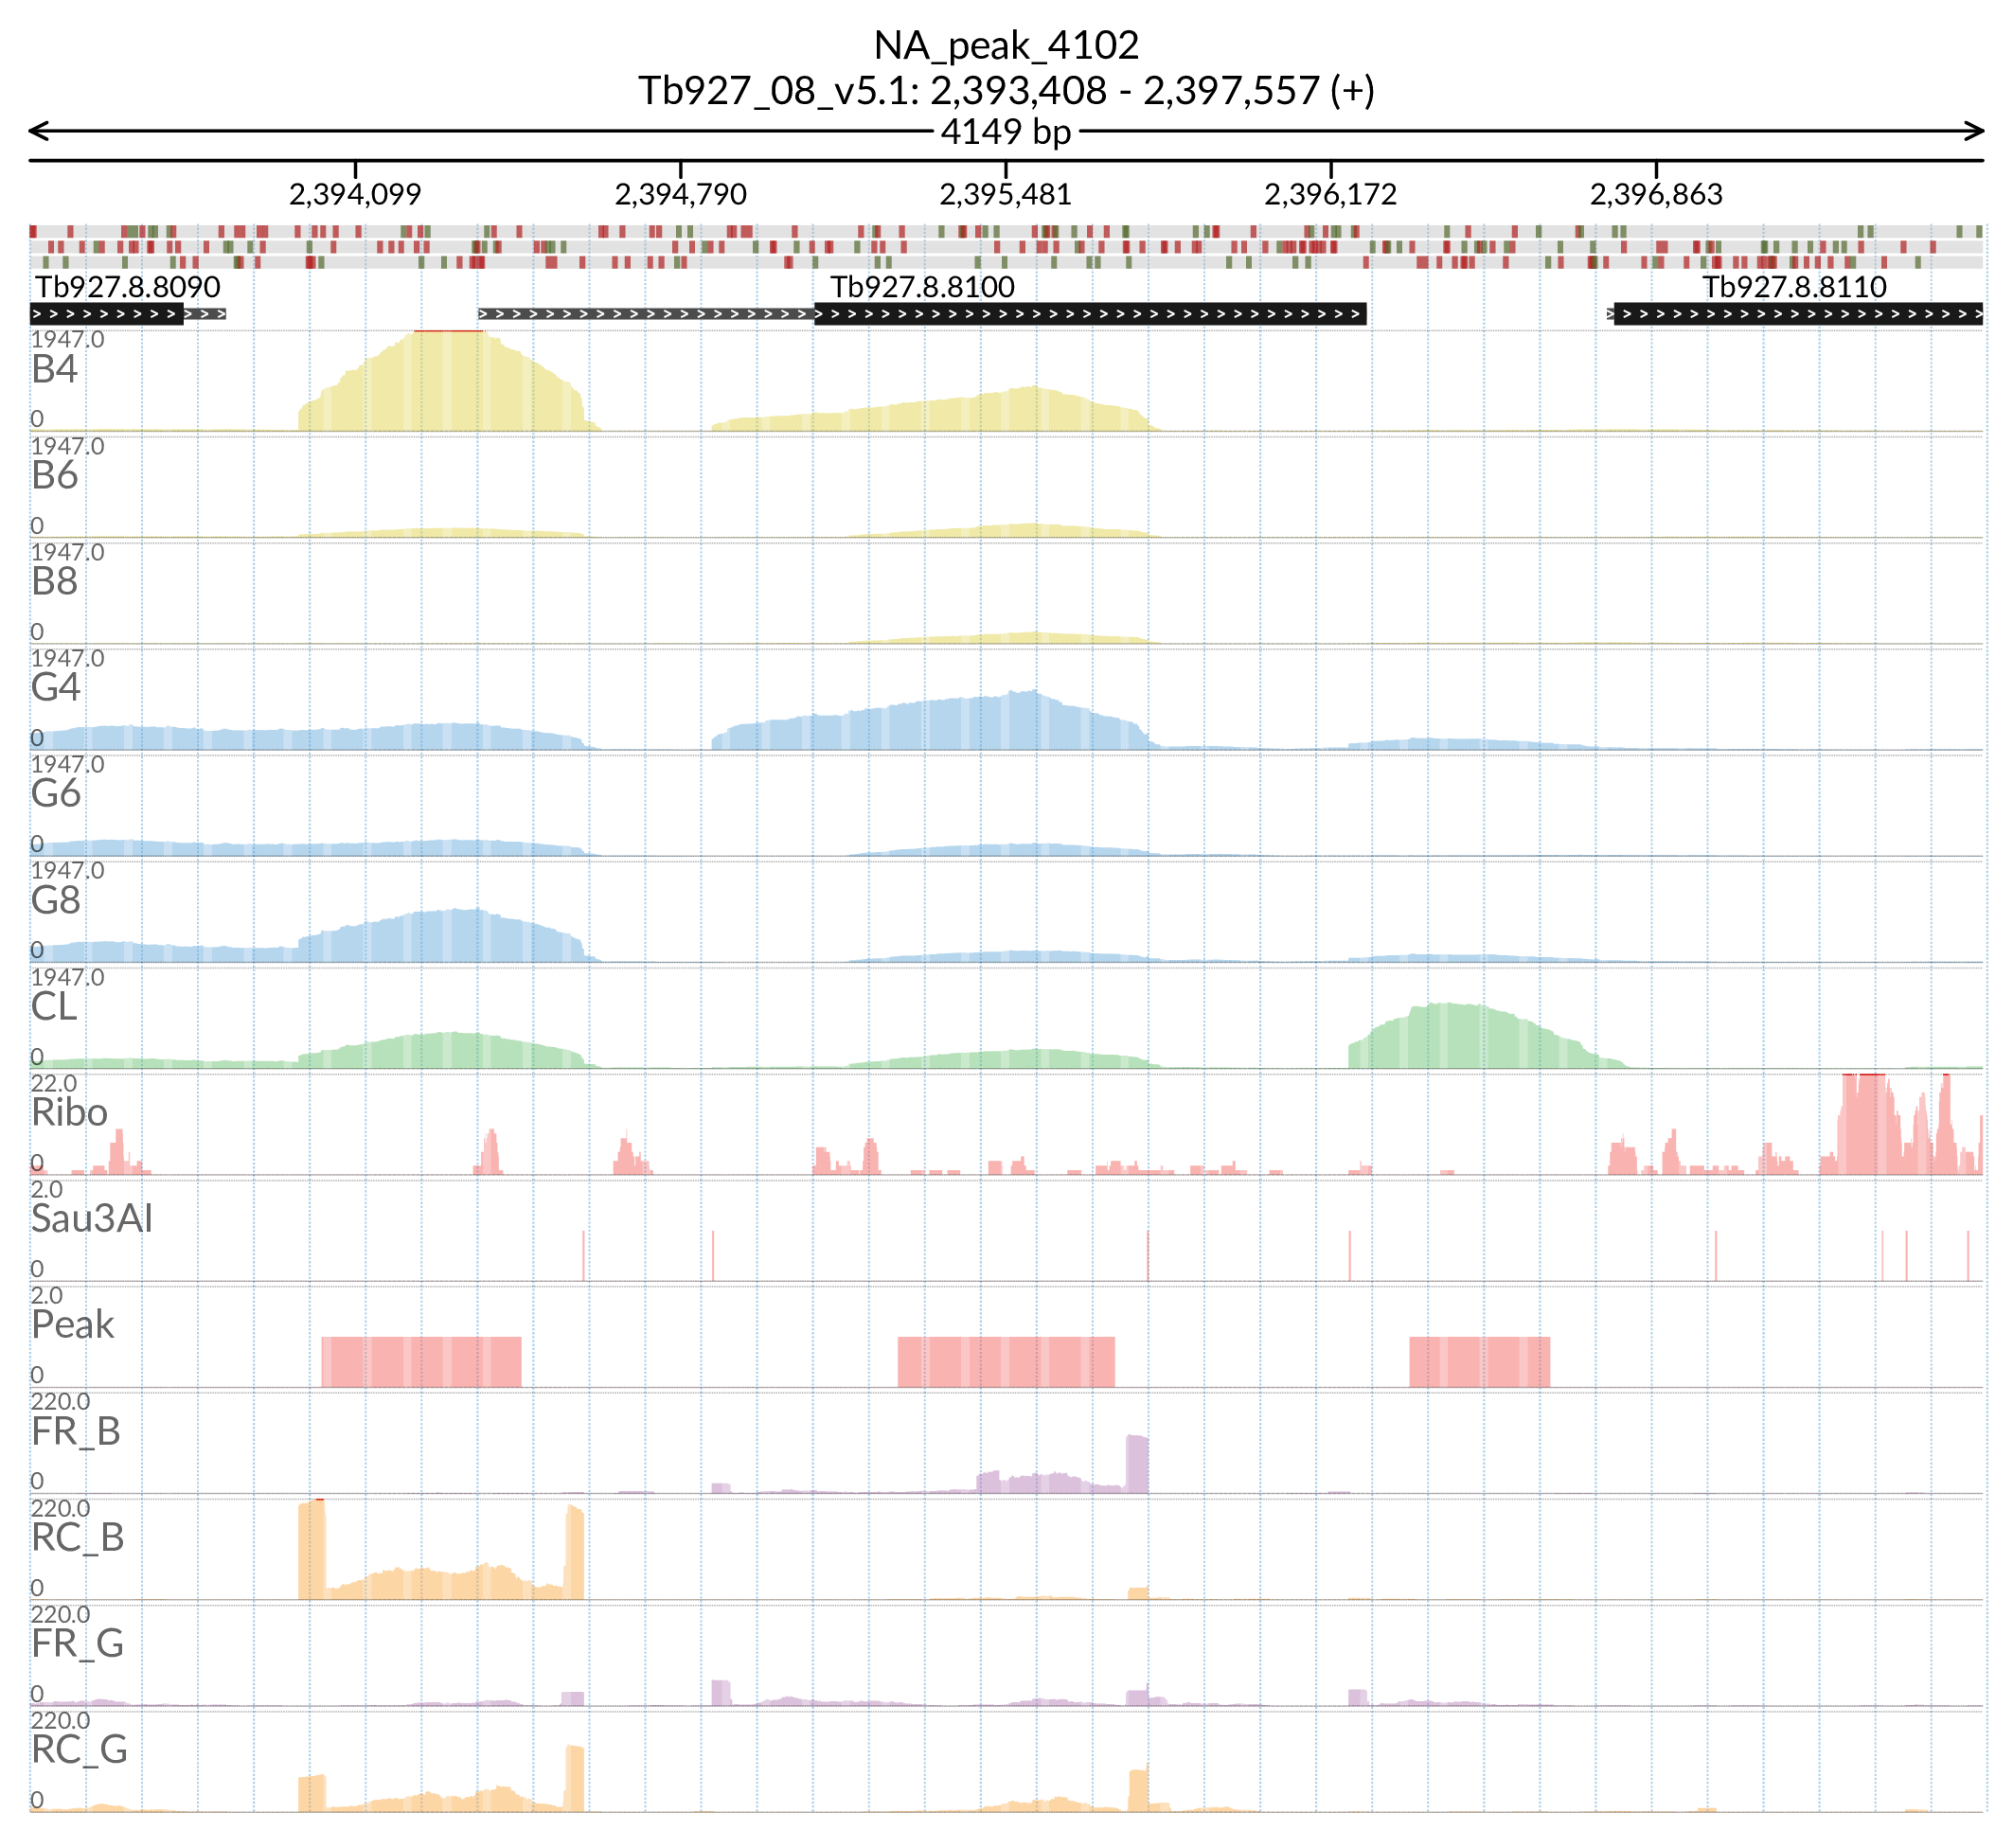 NA_peak_4102
Tb927_08_v5.1: 2,393,408 - 2,397,557 (+)
4149 bp
2,394,099 2,394,790 2,395,481 2,396,172 2,396,863
Tb927.8.8090 Tb927.8.8100 Tb927.8.8110
1947.0
B4
0
1947.0
B6
0
1947.0
B8
0
1947.0
G4
0
1947.0
G6
0
1947.0
G8
0
1947.0
CL
0
22.0
Ribo
0
2.0
Sau3AI
0
2.0
Peak
0
220.0
FR_B
0
220.0
RC_B
0
220.0
FR_G
0
220.0
RC_G
0